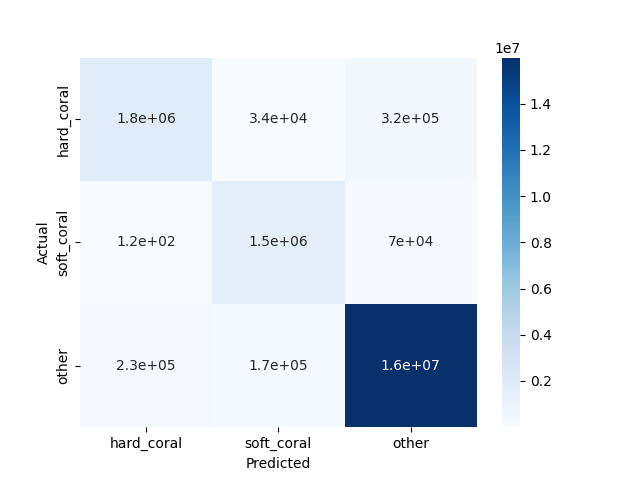 1e7
hard_coral
1.8e+06
3.4e+04
3.2e+05
1.4
1.2
1.0
Actual
soft_coral
1.2e+02
1.5e+06
7e+04
0.8
0.6
0.4
other
2.3e+05
1.7e+05
1.6e+07
0.2
hard_coral
soft_coral
other
Predicted